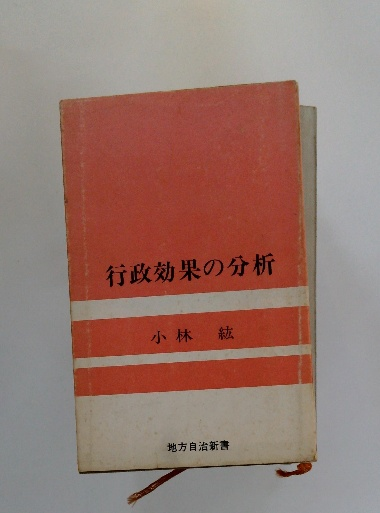 行政効果の分析
小林 紘
地方自治新書